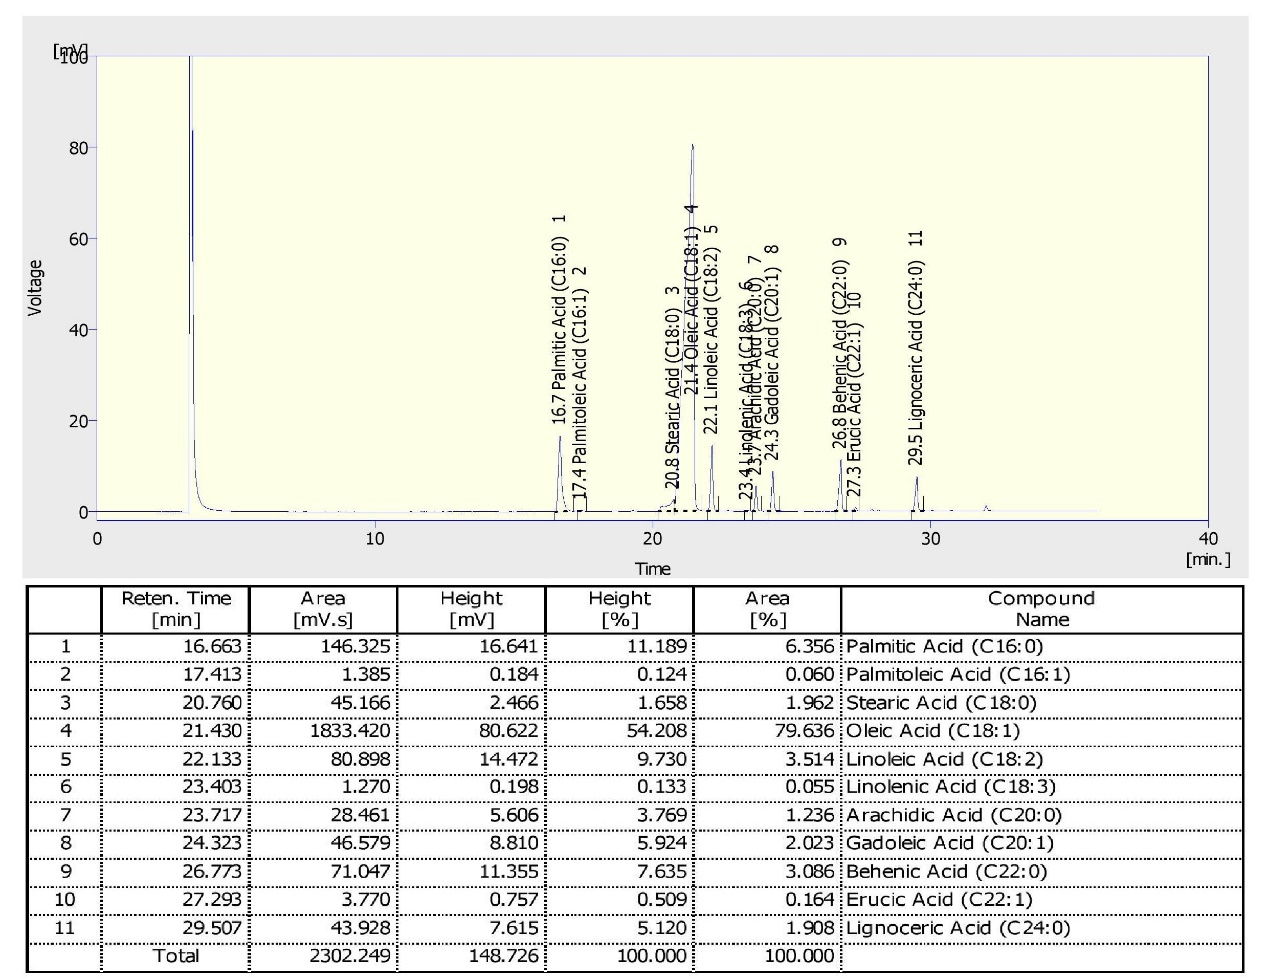 [mV]
100
80
60
40
20
0
Voltage
16.7 Palmitic Acid (C16:0) 1
17.4 Palmitoleic Acid (C16:1) 2
20.8 Stearic Acid (C18:0) 3
21.4 Oleic Acid (C18:1) 4
22.1 Linoleic Acid (C18:2) 5
23.4 Linolenic Acid (C18:3) 6
23.7 Arachidic Acid (C20:0) 7
24.3 Gadoleic Acid (C20:1) 8
26.8 Behenic Acid (C22:0) 9
27.3 Erucic Acid (C22:1) 10
29.5 Lignoceric Acid (C24:0) 11
0 10 20 30 40
Time
[min.]
Reten. Time Area Height Height Area Compound
[min] [mV.s] [mV] [%] [%] Name
1 16.663 146.325 16.641 11.189 6.356 Palmitic Acid (C16:0)
2 17.413 1.385 0.184 0.124 0.060 Palmitoleic Acid (C16:1)
3 20.760 45.166 2.466 1.658 1.962 Stearic Acid (C18:0)
4 21.430 1833.420 80.622 54.208 79.636 Oleic Acid (C18:1)
5 22.133 80.898 14.472 9.730 3.514 Linoleic Acid (C18:2)
6 23.403 1.270 0.198 0.133 0.055 Linolenic Acid (C18:3)
7 23.717 28.461 5.606 3.769 1.236 Arachidic Acid (C20:0)
8 24.323 46.579 8.810 5.924 2.023 Gadoleic Acid (C20:1)
9 26.773 71.047 11.355 7.635 3.086 Behenic Acid (C22:0)
10 27.293 3.770 0.757 0.509 0.164 Erucic Acid (C22:1)
11 29.507 43.928 7.615 5.120 1.908 Lignoceric Acid (C24:0)
Total 2302.249 148.726 100.000 100.000